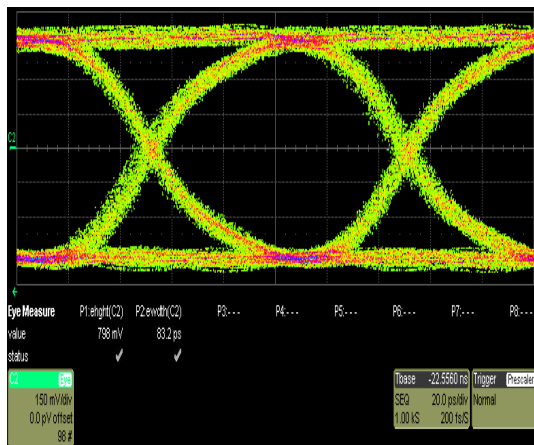 C2
Eye Measure P1:ehght(C2) P2:ewdth(C2) P3:- - - P4:- - - P5:- - - P6:- - - P7:- - - P8:- - -
value 798 mV 83.2 ps
status ✓ ✓
C2 Eye
150 mV/div
0.0 pV offset
98 #
Tbase -22.5560 ns
SEQ 20.0 ps/div
1.00 kS 200 fs/S
Trigger Prescaler
Normal